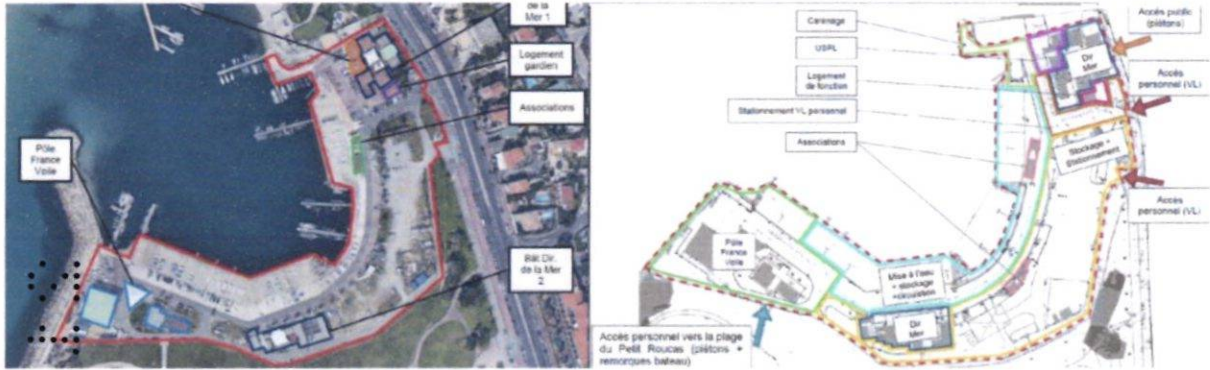 de la
Mer 1
Logement
gardien
Associations
Pôle
France
Voile
Bât Dir.
de la Mer
2
Carénage
USPL
Logement
de fonction
Stationnement VL personnel
Associations
Accès public
(piétons)
Dir
Mer
Accès
personnel (VL)
Stockage +
Stationnement
Accès
personnel (VL)
Pôle
France
Voile
Mise à l'eau
+ stockage
+circulation
Dir
Mer
Accès personnel vers la plage
du Petit Roucas (piétons +
remorques bateau)